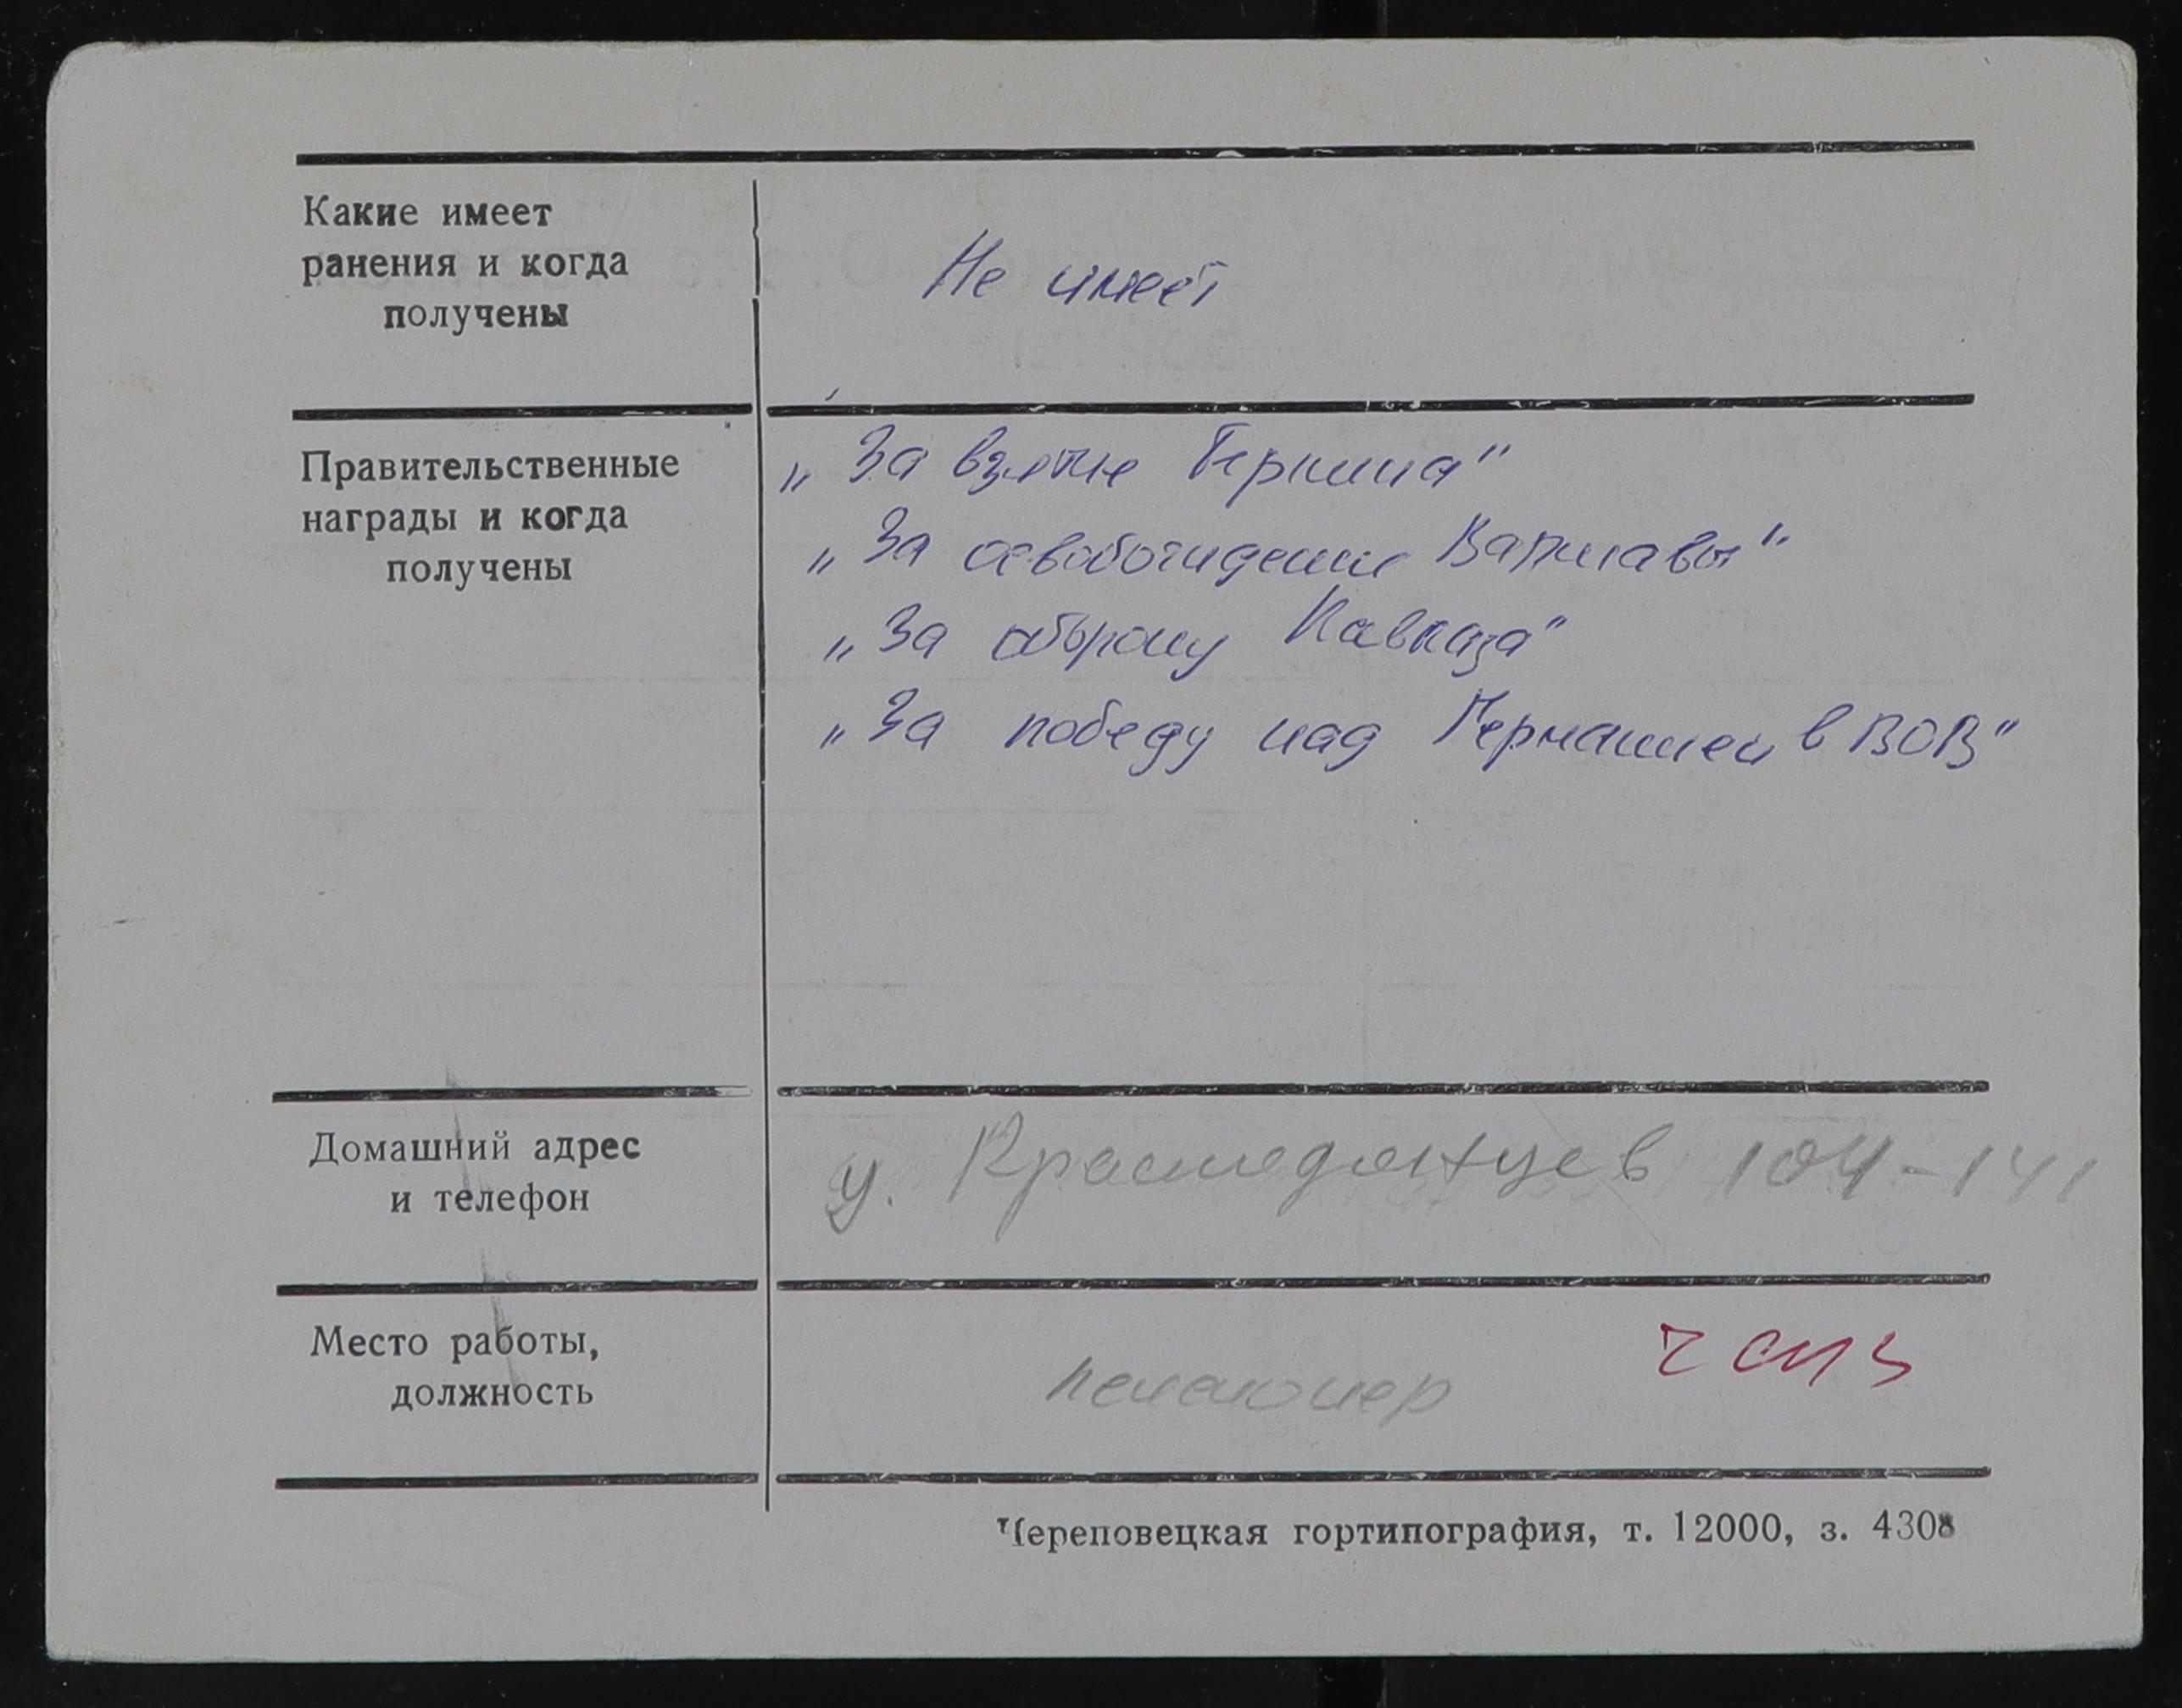 Какие имеет
ранения и когда
получены
Не имеет
Правительственные
награды и когда
получены
„За взятие Берлина“
„За освобождение Варшавы“
„За оборону Кавказа“
„За победу над Германией в ВОВ“
Домашний адрес
и телефон
у. Краснодонцев 104-141
Место работы,
должность
пенсионер
Череповецкая гортипография, т. 12000, з. 4308